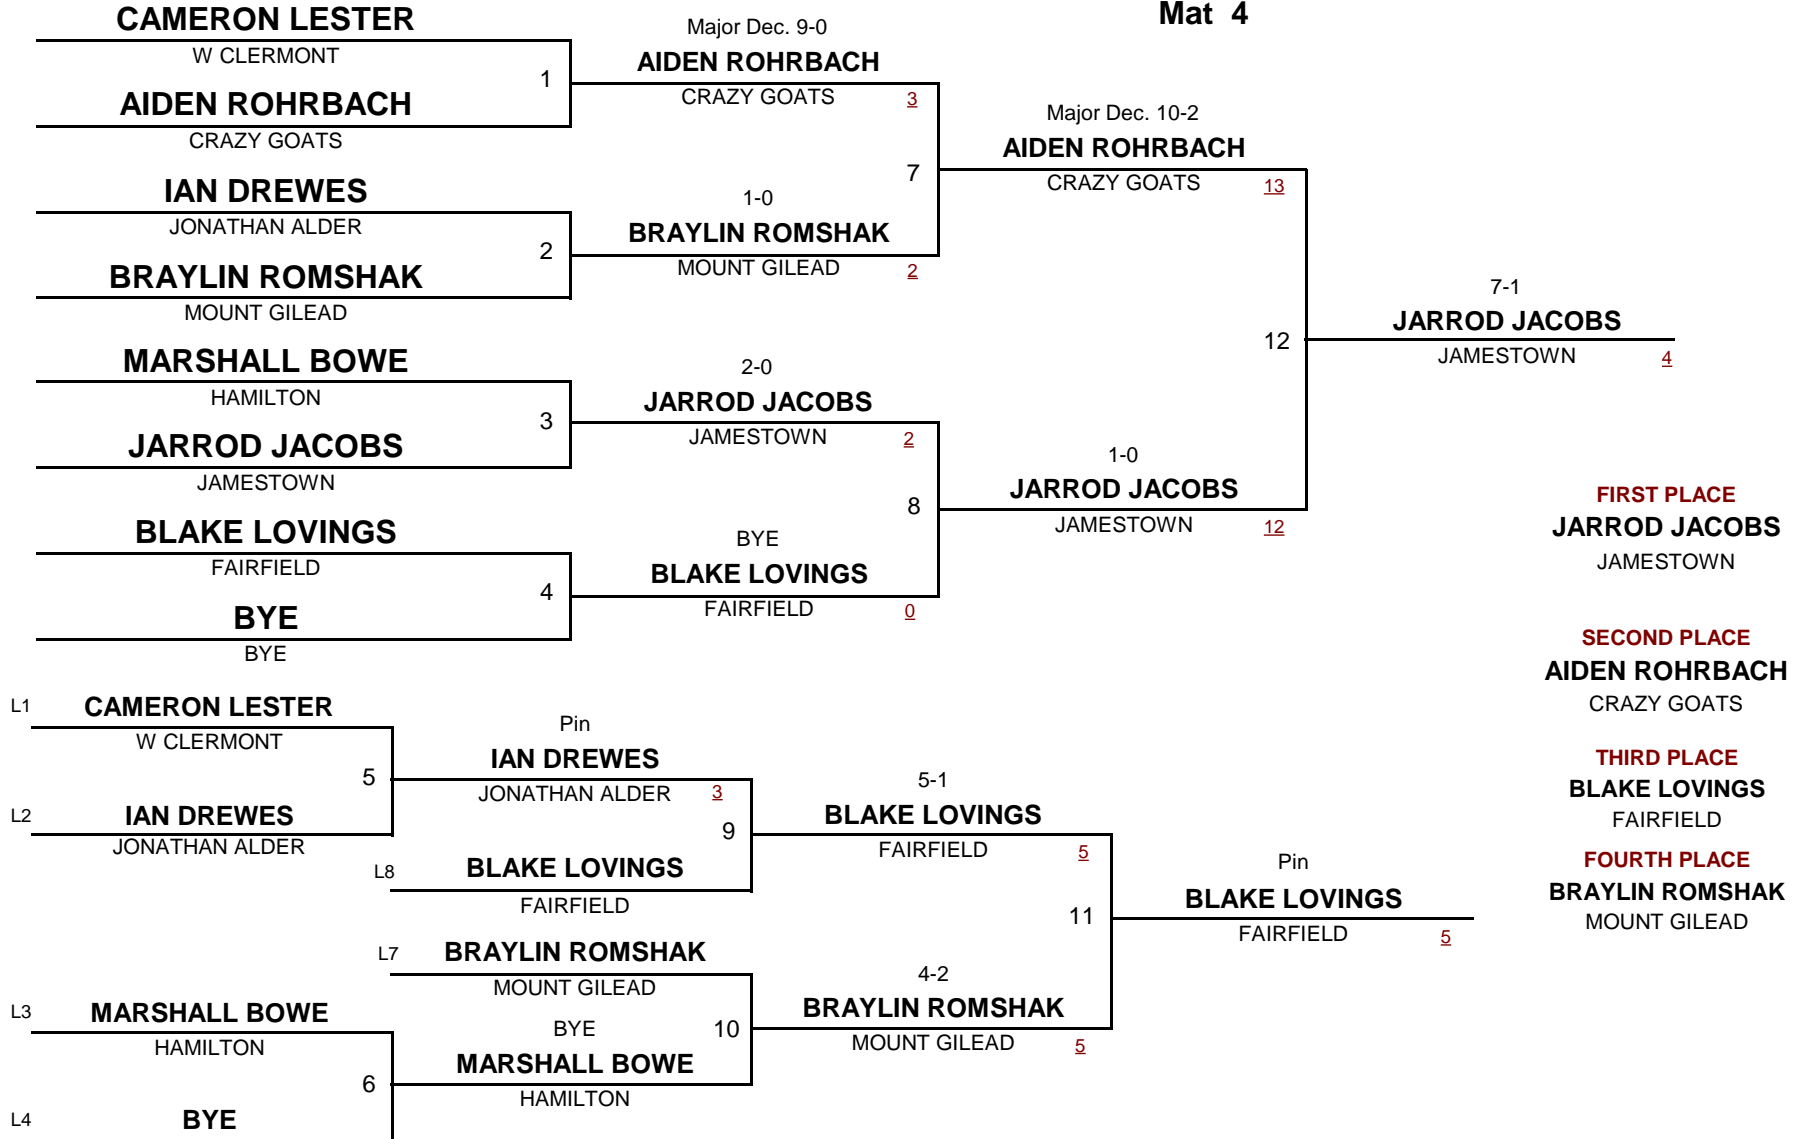 Mat 4
CAMERON LESTER
W CLERMONT
1
AIDEN ROHRBACH
CRAZY GOATS
IAN DREWES
JONATHAN ALDER
2
BRAYLIN ROMSHAK
MOUNT GILEAD
MARSHALL BOWE
HAMILTON
3
JARROD JACOBS
JAMESTOWN
BLAKE LOVINGS
FAIRFIELD
4
BYE
BYE
Major Dec. 9-0
AIDEN ROHRBACH
CRAZY GOATS 3
7
1-0
BRAYLIN ROMSHAK
MOUNT GILEAD 2
2-0
JARROD JACOBS
JAMESTOWN 2
8
BYE
BLAKE LOVINGS
FAIRFIELD 0
Major Dec. 10-2
AIDEN ROHRBACH
CRAZY GOATS 13
12
1-0
JARROD JACOBS
JAMESTOWN 12
7-1
JARROD JACOBS
JAMESTOWN 4
FIRST PLACE
JARROD JACOBS
JAMESTOWN
SECOND PLACE
AIDEN ROHRBACH
CRAZY GOATS
THIRD PLACE
BLAKE LOVINGS
FAIRFIELD
FOURTH PLACE
BRAYLIN ROMSHAK
MOUNT GILEAD
L1 CAMERON LESTER
W CLERMONT
5
L2 IAN DREWES
JONATHAN ALDER
L3 MARSHALL BOWE
HAMILTON
6
L4 BYE
Pin
IAN DREWES
JONATHAN ALDER 3
9
L8 BLAKE LOVINGS
FAIRFIELD
L7 BRAYLIN ROMSHAK
MOUNT GILEAD
BYE 10
MARSHALL BOWE
HAMILTON
5-1
BLAKE LOVINGS
FAIRFIELD 5
11
4-2
BRAYLIN ROMSHAK
MOUNT GILEAD 5
Pin
BLAKE LOVINGS
FAIRFIELD 5